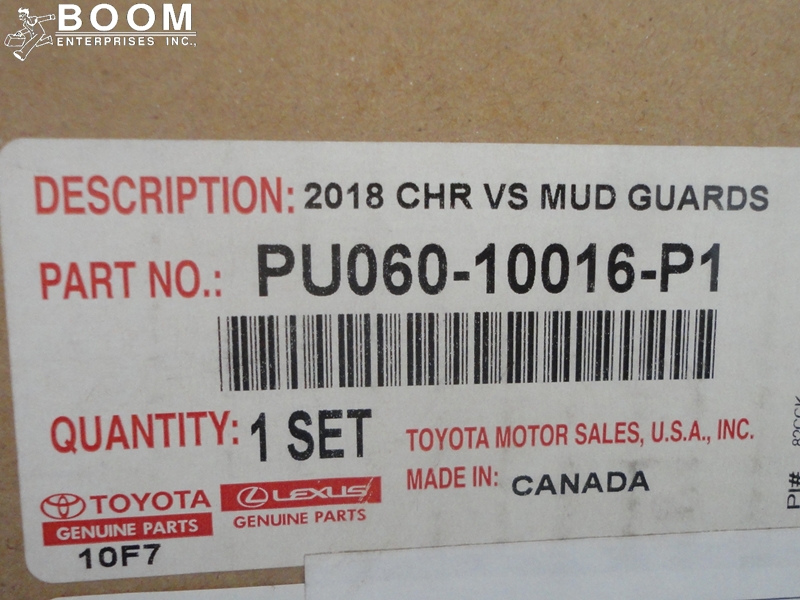 BOOM
ENTERPRISES INC.,
DESCRIPTION: 2018 CHR VS MUD GUARDS
PART NO.: PU060-10016-P1
QUANTITY: 1 SET
TOYOTA MOTOR SALES, U.S.A., INC.
MADE IN: CANADA
TOYOTA
GENUINE PARTS
LEXUS
GENUINE PARTS
10F7
PI#